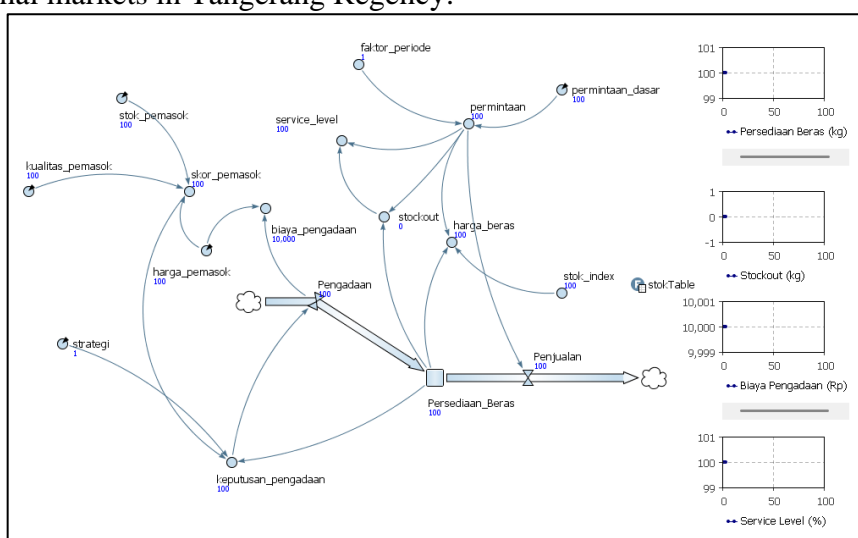 nal markets in Tangerang Regency.
faktor_periode
1
stok_pemasok
100
permintaan_dasar
100
permintaan
100
service_level
100
kualitas_pemasok
100
skor_pemasok
100
biaya_pengadaan
10,000
stockout
0
harga_beras
100
harga_pemasok
100
Pengadaan
100
stok_index
100
stokTable
strategi
1
Penjualan
100
Persediaan_Beras
100
keputusan_pengadaan
100
101
100
99
0
50
100
Persediaan Beras (kg)
1
0
-1
0
50
100
Stockout (kg)
10,001
10,000
9,999
0
50
100
Biaya Pengadaan (Rp)
101
100
99
0
50
100
Service Level (%)